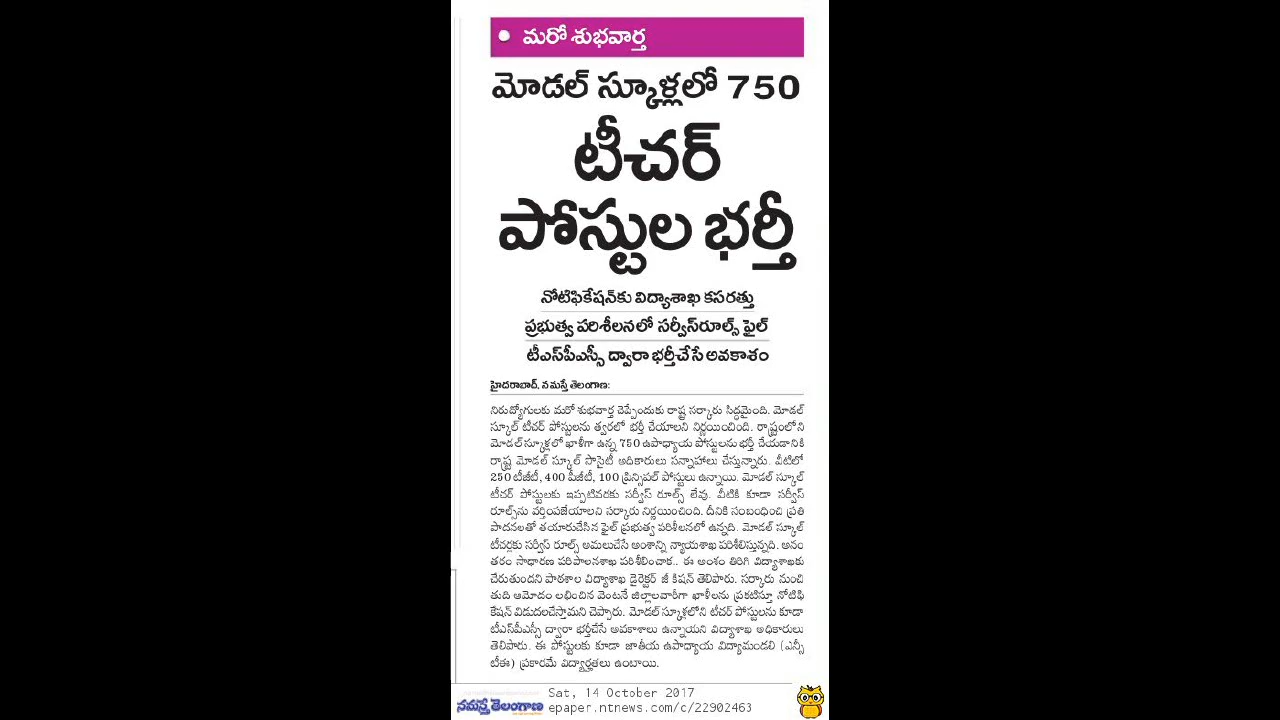 మరో శుభవార్త
మోడల్ స్కూళ్లలో 750
టీచర్
పోస్టుల భర్తీ
నోటిఫికేషన్‌కు విద్యాశాఖ కసరత్తు
ప్రభుత్వ పరిశీలనలో సర్వీస్‌రూల్స్ ఫైల్
టీఎస్‌పీఎస్సీ ద్వారా భర్తీచేసే అవకాశం
హైదరాబాద్, నమస్తే తెలంగాణ:
నిరుద్యోగులకు మరో శుభవార్త చెప్పేందుకు రాష్ట్ర సర్కారు సిద్ధమైంది. మోడల్
స్కూల్ టీచర్ పోస్టులను త్వరలో భర్తీ చేయాలని నిర్ణయించింది. రాష్ట్రంలోని
మోడల్ స్కూళ్లలో ఖాళీగా ఉన్న 750 ఉపాధ్యాయ పోస్టులను భర్తీ చేయడానికి
రాష్ట్ర మోడల్ స్కూల్ సొసైటీ అధికారులు సన్నాహాలు చేస్తున్నారు. వీటిలో
250 టీజీటీ, 400 పీజీటీ, 100 ప్రిన్సిపల్ పోస్టులు ఉన్నాయి. మోడల్ స్కూల్
టీచర్ పోస్టులకు ఇప్పటివరకు సర్వీస్ రూల్స్ లేవు. వీటికి కూడా సర్వీస్
రూల్స్‌ను వర్తింపజేయాలని సర్కారు నిర్ణయించింది. దీనికి సంబంధించి ప్రతి
పాదనలతో తయారుచేసిన ఫైల్ ప్రభుత్వ పరిశీలనలో ఉన్నది. మోడల్ స్కూల్
టీచర్లకు సర్వీస్ రూల్స్ అమలుచేసే అంశాన్ని న్యాయశాఖ పరిశీలిస్తున్నది. అనం
తరం సాధారణ పరిపాలనశాఖ పరిశీలించాక.. ఈ అంశం తిరిగి విద్యాశాఖకు
చేరుతుందని పాఠశాల విద్యాశాఖ డైరెక్టర్ జీ కిషన్ తెలిపారు. సర్కారు నుంచి
తుది ఆమోదం లభించిన వెంటనే జిల్లాలవారీగా ఖాళీలను ప్రకటిస్తూ నోటిఫి
కేషన్ విడుదలచేస్తామని చెప్పారు. మోడల్ స్కూళ్లలోని టీచర్ పోస్టులను కూడా
టీఎస్‌పీఎస్సీ ద్వారా భర్తీచేసే అవకాశాలు ఉన్నాయని విద్యాశాఖ అధికారులు
తెలిపారు. ఈ పోస్టులకు కూడా జాతీయ ఉపాధ్యాయ విద్యామండలి (ఎన్సీ
టీఈ) ప్రకారమే విద్యార్హతలు ఉంటాయి.
నమస్తే తెలంగాణ
Sat, 14 October 2017
epaper.ntnews.com/c/22902463